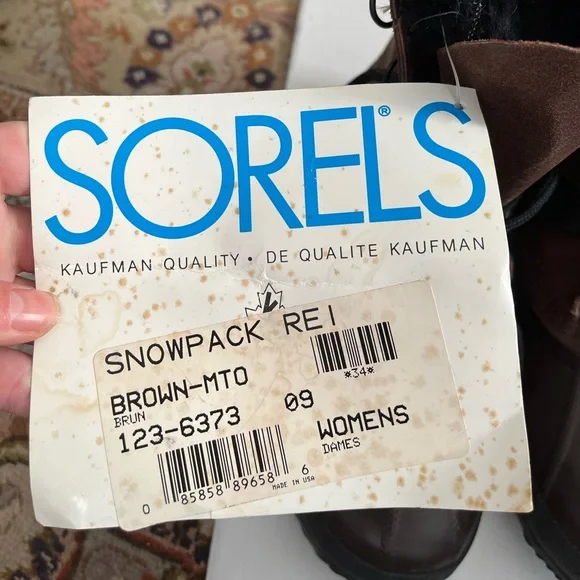 SORELS®
KAUFMAN QUALITY • DE QUALITE KAUFMAN
SNOWPACK REI
BROWN-MTO
BRUN
*34*
123-6373 09 WOMENS
DAMES
0 85858 89658 6
MADE IN USA